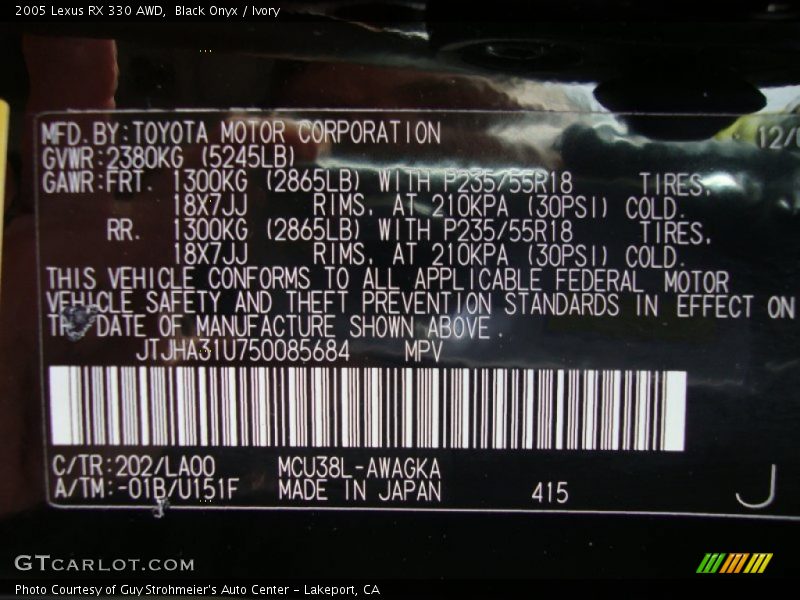 2005 Lexus RX 330 AWD, Black Onyx / Ivory
MFD.BY:TOYOTA MOTOR CORPORATION
GVWR:2380KG (5245LB)
GAWR:FRT. 1300KG (2865LB) WITH P235/55R18 TIRES,
18X7JJ RIMS, AT 210KPA (30PSI) COLD.
RR. 1300KG (2865LB) WITH P235/55R18 TIRES,
18X7JJ RIMS, AT 210KPA (30PSI) COLD.
THIS VEHICLE CONFORMS TO ALL APPLICABLE FEDERAL MOTOR
VEHICLE SAFETY AND THEFT PREVENTION STANDARDS IN EFFECT ON
THE DATE OF MANUFACTURE SHOWN ABOVE.
JTJHA31U750085684 MPV
C/TR:202/LA00 MCU38L-AWAGKA
A/TM:-01B/U151F MADE IN JAPAN 415 J
GTCARLOT.COM
Photo Courtesy of Guy Strohmeier's Auto Center - Lakeport, CA